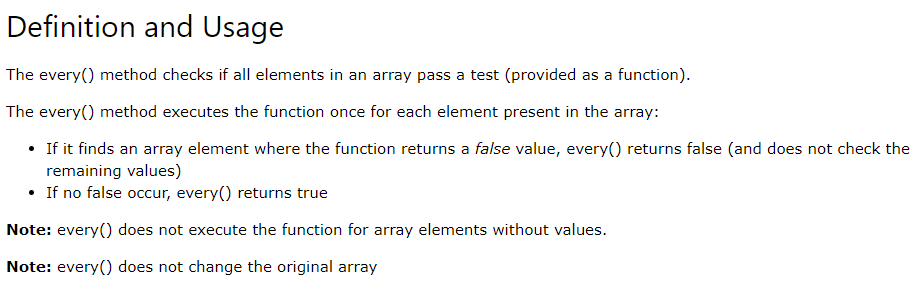 Definition and Usage
The every() method checks if all elements in an array pass a test (provided as a function).
The every() method executes the function once for each element present in the array:
• If it finds an array element where the function returns a false value, every() returns false (and does not check the
remaining values)
• If no false occur, every() returns true
Note: every() does not execute the function for array elements without values.
Note: every() does not change the original array